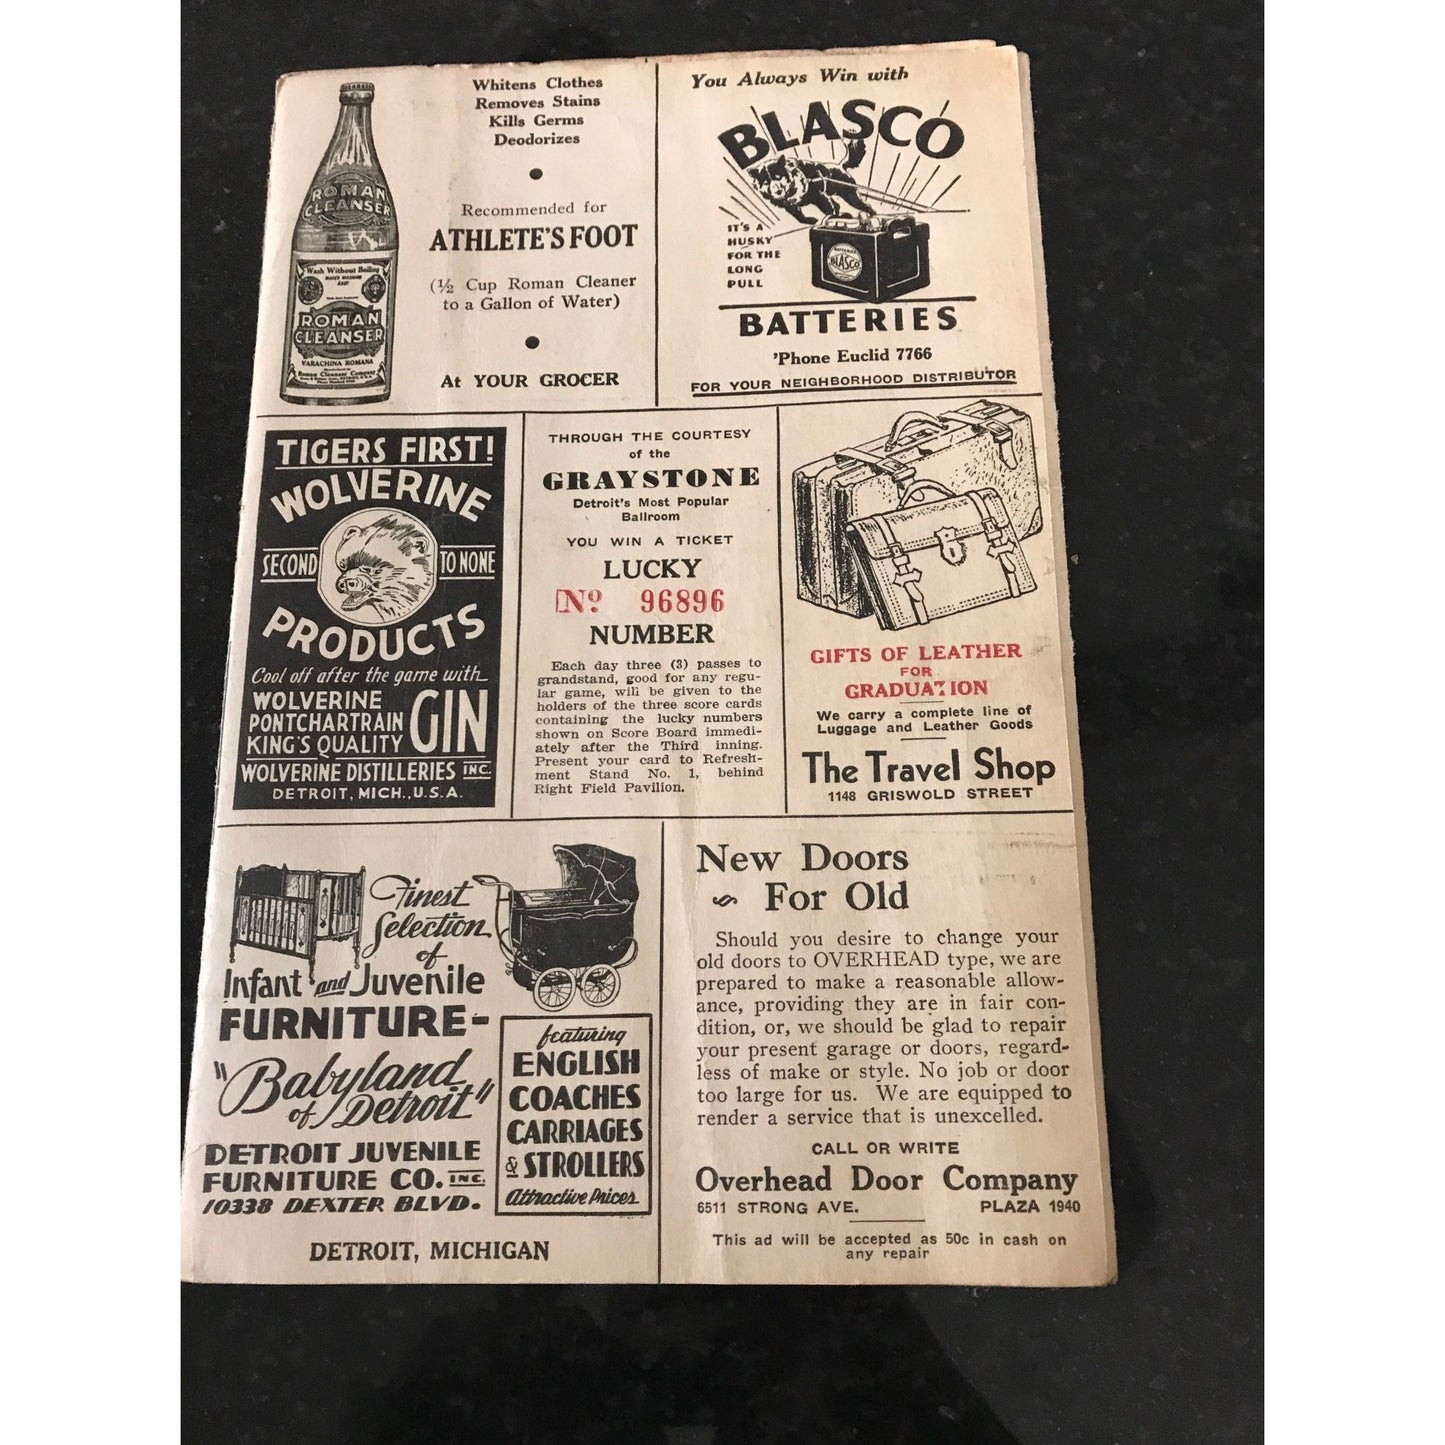 Whitens Clothes
Removes Stains
Kills Germs
Deodorizes
Recommended for
ATHLETE'S FOOT
(½ Cup Roman Cleaner
to a Gallon of Water)
At YOUR GROCER
ROMAN
CLEANSER
Wash Without Boiling
ROMAN
CLEANSER
VARACHINA ROMANA
Roman Cleanser Company
You Always Win with
BLASCO
IT'S A
HUSKY
FOR THE
LONG
PULL
BATTERIES
BLASCO
BATTERIES
'Phone Euclid 7766
FOR YOUR NEIGHBORHOOD DISTRIBUTOR
TIGERS FIRST!
WOLVERINE
SECOND TO NONE
PRODUCTS
Cool off after the game with
WOLVERINE
PONTCHARTRAIN
KING'S QUALITY
GIN
WOLVERINE DISTILLERIES INC.
DETROIT, MICH., U.S.A.
THROUGH THE COURTESY
of the
GRAYSTONE
Detroit's Most Popular
Ballroom
YOU WIN A TICKET
LUCKY
Nº 96896
NUMBER
Each day three (3) passes to
grandstand, good for any regu-
lar game, will be given to the
holders of the three score cards
containing the lucky numbers
shown on Score Board immedi-
ately after the Third inning.
Present your card to Refresh-
ment Stand No. 1, behind
Right Field Pavilion.
GIFTS OF LEATHER
FOR
GRADUATION
We carry a complete line of
Luggage and Leather Goods
The Travel Shop
1148 GRISWOLD STREET
Finest
Selection
of
Infant and Juvenile
FURNITURE-
"Babyland
of Detroit"
DETROIT JUVENILE
FURNITURE CO. INC.
10338 DEXTER BLVD.
featuring
ENGLISH
COACHES
CARRIAGES
& STROLLERS
Attractive Prices
DETROIT, MICHIGAN
New Doors
For Old
Should you desire to change your
old doors to OVERHEAD type, we are
prepared to make a reasonable allow-
ance, providing they are in fair con-
dition, or, we should be glad to repair
your present garage or doors, regard-
less of make or style. No job or door
too large for us. We are equipped to
render a service that is unexcelled.
CALL OR WRITE
Overhead Door Company
6511 STRONG AVE. PLAZA 1940
This ad will be accepted as 50c in cash on
any repair